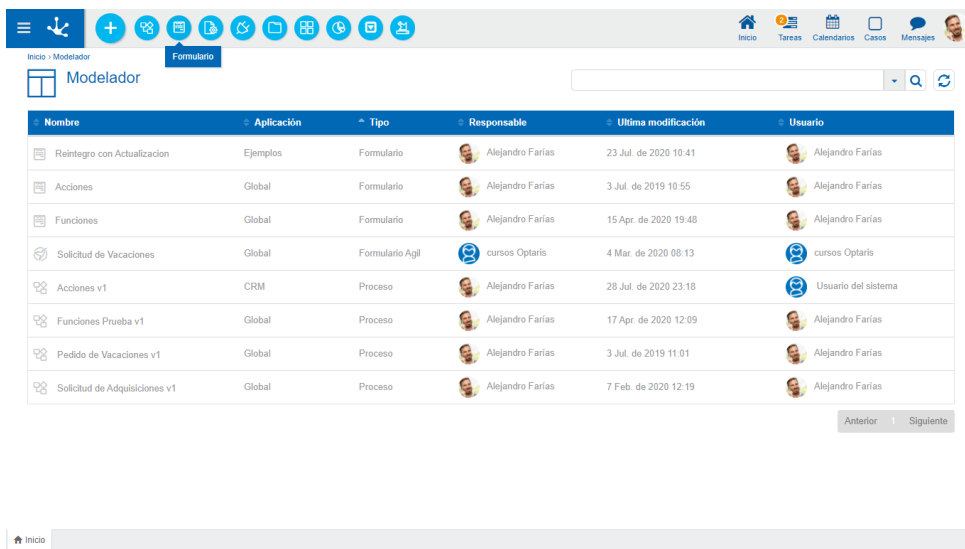 2
Inicio Tareas Calendarios Casos Mensajes
Inicio > Modelador
Formulario
Modelador
Nombre Aplicación Tipo Responsable Ultima modificación Usuario
Reintegro con Actualizacion Ejemplos Formulario Alejandro Farías 23 Jul. de 2020 10:41 Alejandro Farías
Acciones Global Formulario Alejandro Farías 3 Jul. de 2019 10:55 Alejandro Farías
Funciones Global Formulario Alejandro Farías 15 Apr. de 2020 19:48 Alejandro Farías
Solicitud de Vacaciones Global Formulario Agil cursos Optaris 4 Mar. de 2020 08:13 cursos Optaris
Acciones v1 CRM Proceso Alejandro Farías 28 Jul. de 2020 23:18 Usuario del sistema
Funciones Prueba v1 Global Proceso Alejandro Farías 17 Apr. de 2020 12:09 Alejandro Farías
Pedido de Vacaciones v1 Global Proceso Alejandro Farías 3 Jul. de 2019 11:01 Alejandro Farías
Solicitud de Adquisiciones v1 Global Proceso Alejandro Farías 7 Feb. de 2020 12:19 Alejandro Farías
Anterior 1 Siguiente
Inicio